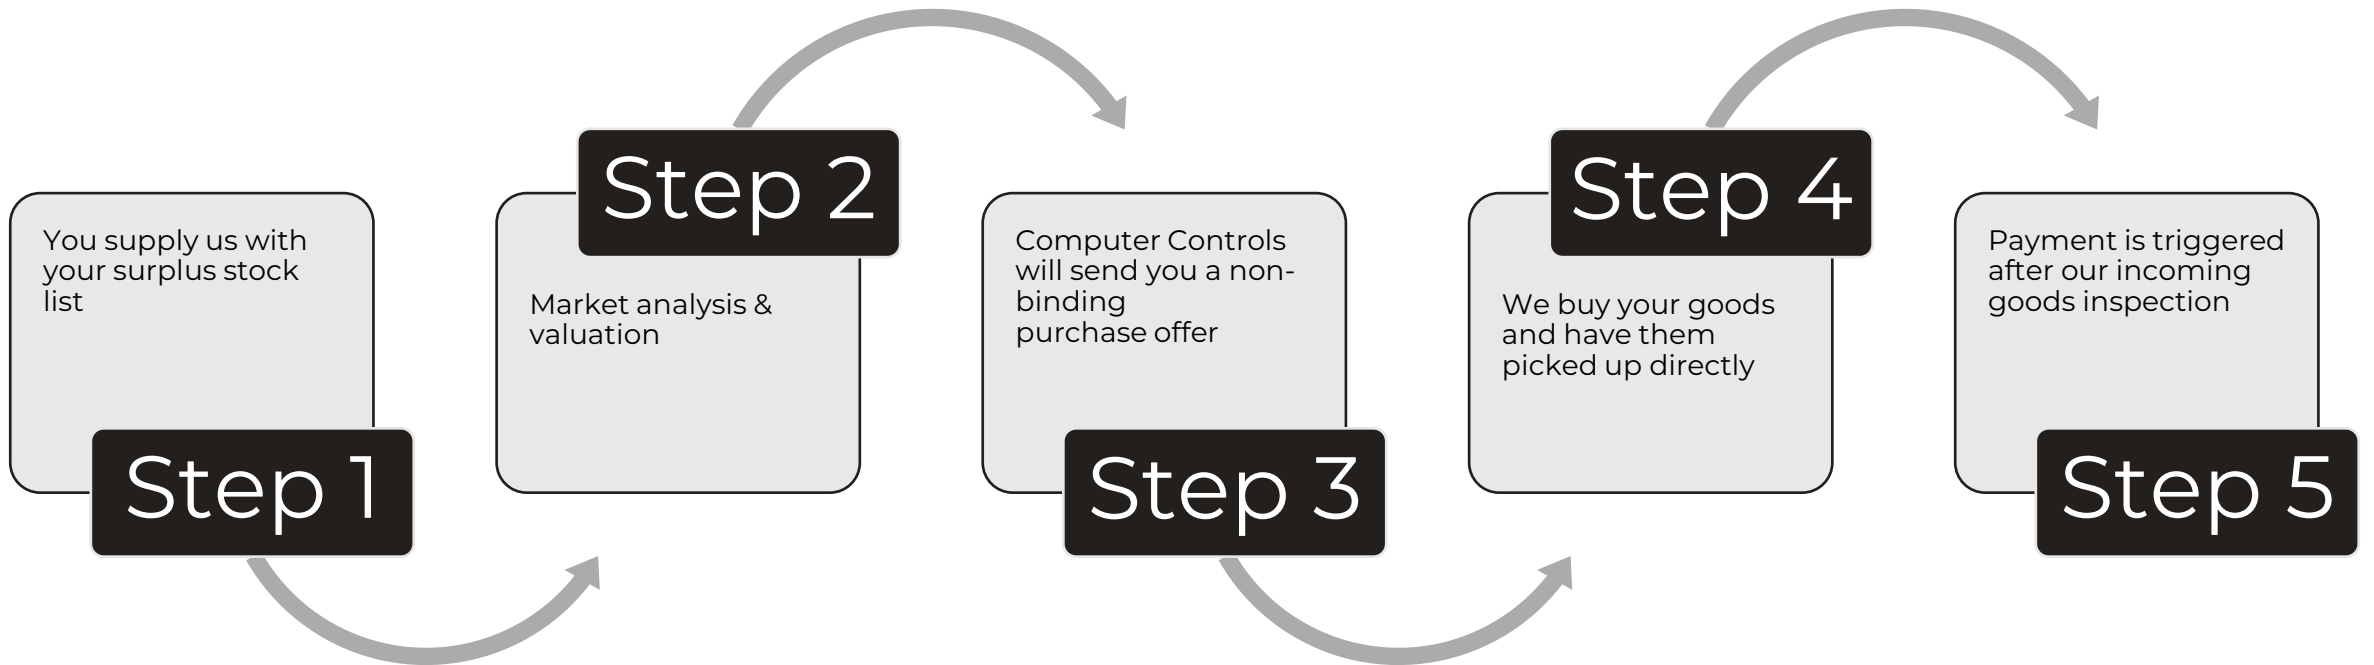 You supply us with
your surplus stock
list
Step 1
Step 2
Market analysis &
valuation
Computer Controls
will send you a non-
binding
purchase offer
Step 3
Step 4
We buy your goods
and have them
picked up directly
Payment is triggered
after our incoming
goods inspection
Step 5